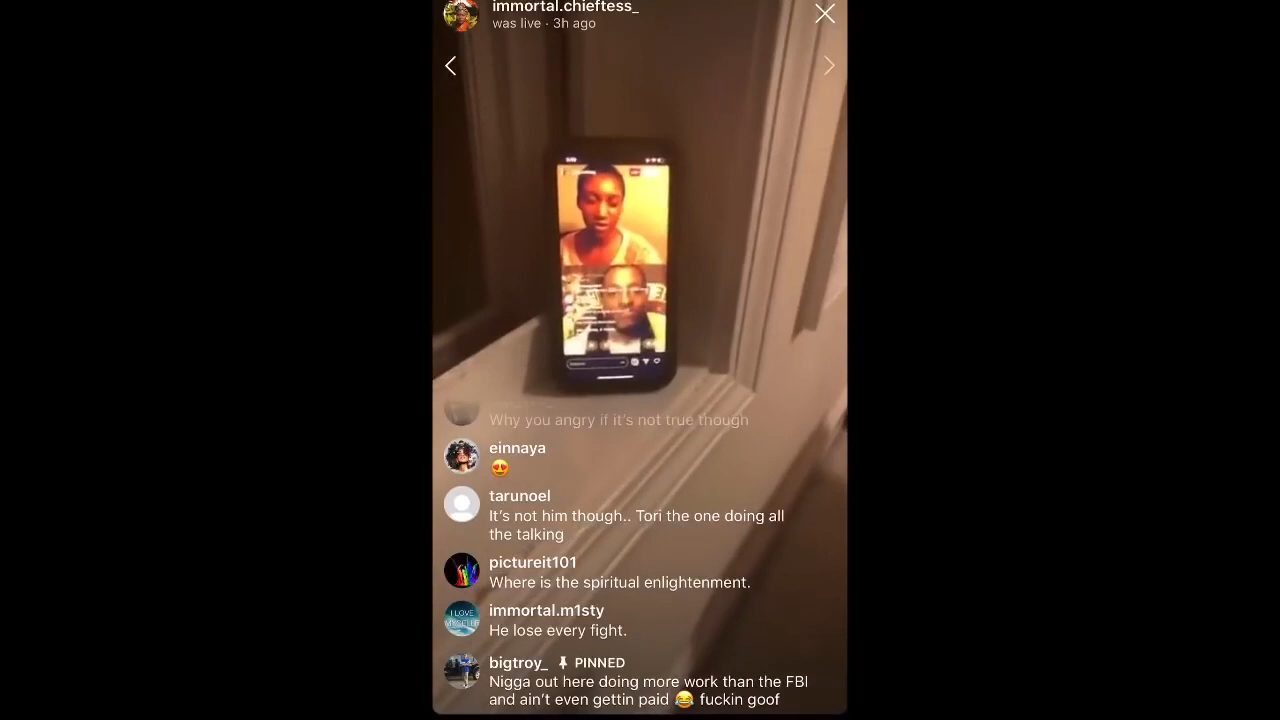 immortal.chieftess_
was live · 3h ago
Why you angry if it's not true though
einnaya
😍
tarunoel
It's not him though.. Tori the one doing all
the talking
pictureit101
Where is the spiritual enlightenment.
I LOVE
MYSELF
immortal.m1sty
He lose every fight.
bigtroy_ PINNED
Nigga out here doing more work than the FBI
and ain't even gettin paid 😂 fuckin goof